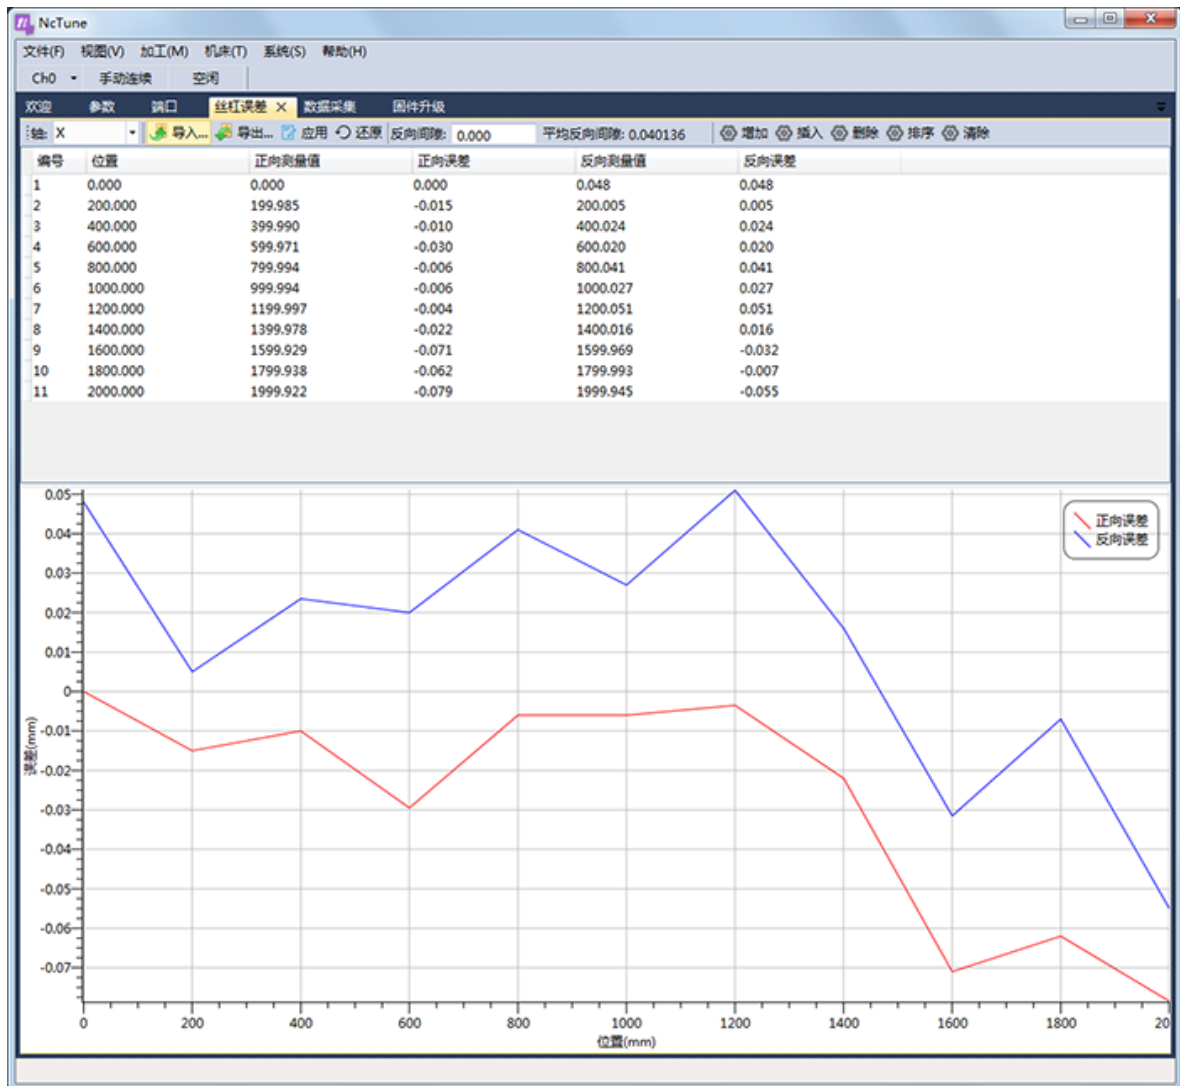 NcTune
文件(F) 视图(V) 加工(M) 机床(T) 系统(S) 帮助(H)
Ch0 手动连续 空闲
欢迎 参数 端口 丝杠误差 数据采集 固件升级
轴: X 导入... 导出... 应用 还原 反向间隙: 0.000 平均反向间隙: 0.040136 增加 插入 删除 排序 清除
编号 位置 正向测量值 正向误差 反向测量值 反向误差
1 0.000 0.000 0.000 0.048 0.048
2 200.000 199.985 -0.015 200.005 0.005
3 400.000 399.990 -0.010 400.024 0.024
4 600.000 599.971 -0.030 600.020 0.020
5 800.000 799.994 -0.006 800.041 0.041
6 1000.000 999.994 -0.006 1000.027 0.027
7 1200.000 1199.997 -0.004 1200.051 0.051
8 1400.000 1399.978 -0.022 1400.016 0.016
9 1600.000 1599.929 -0.071 1599.969 -0.032
10 1800.000 1799.938 -0.062 1799.993 -0.007
11 2000.000 1999.922 -0.079 1999.945 -0.055
0.05
0.04
0.03
0.02
0.01
0
-0.01
-0.02
-0.03
-0.04
-0.05
-0.06
-0.07
误差(mm)
正向误差
反向误差
0 200 400 600 800 1000 1200 1400 1600 1800 20
位置(mm)